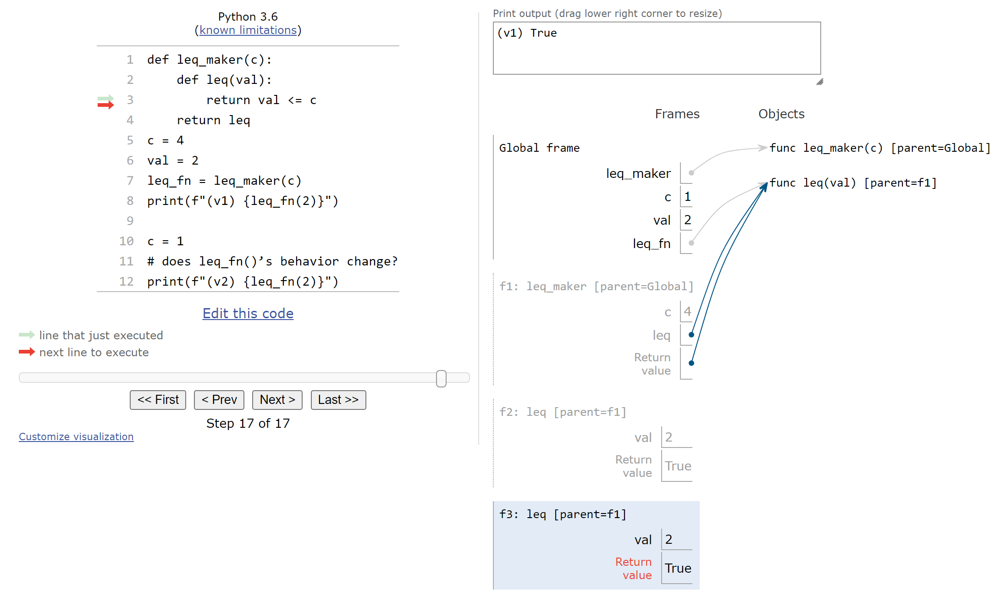 Python 3.6
(known limitations)
1 def leq_maker(c):
2     def leq(val):
3         return val <= c
4     return leq
5 c = 4
6 val = 2
7 leq_fn = leq_maker(c)
8 print(f"(v1) {leq_fn(2)}")
9
10 c = 1
11 # does leq_fn()’s behavior change?
12 print(f"(v2) {leq_fn(2)}")
Edit this code
line that just executed
next line to execute
<< First < Prev Next > Last >>
Step 17 of 17
Customize visualization
Print output (drag lower right corner to resize)
(v1) True
Frames Objects
Global frame
leq_maker
c 1
val 2
leq_fn
func leq_maker(c) [parent=Global]
func leq(val) [parent=f1]
f1: leq_maker [parent=Global]
c 4
leq
Return
value
f2: leq [parent=f1]
val 2
Return
value True
f3: leq [parent=f1]
val 2
Return
value True